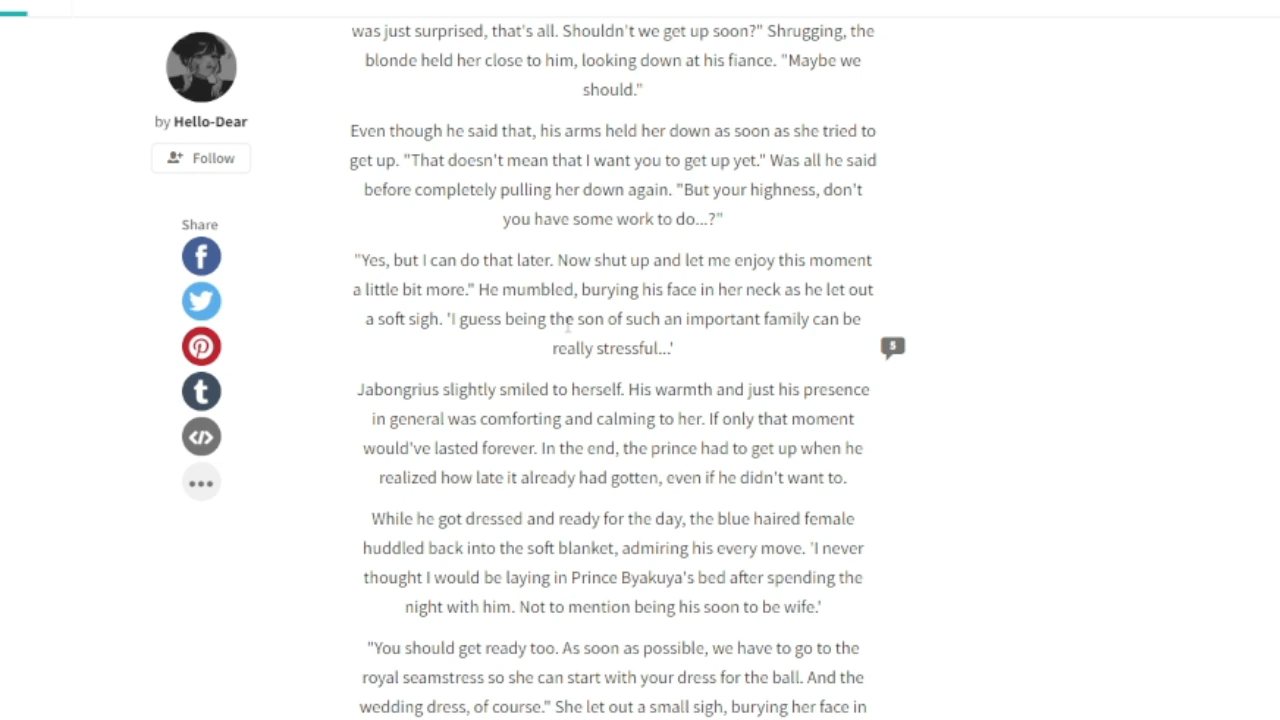 was just surprised, that's all. Shouldn't we get up soon?" Shrugging, the
blonde held her close to him, looking down at his fiance. "Maybe we
should."
by Hello-Dear
Follow
Share
Even though he said that, his arms held her down as soon as she tried to
get up. "That doesn't mean that I want you to get up yet." Was all he said
before completely pulling her down again. "But your highness, don't
you have some work to do...?"
"Yes, but I can do that later. Now shut up and let me enjoy this moment
a little bit more." He mumbled, burying his face in her neck as he let out
a soft sigh. 'I guess being the son of such an important family can be
really stressful...'
5
Jabongrius slightly smiled to herself. His warmth and just his presence
in general was comforting and calming to her. If only that moment
would've lasted forever. In the end, the prince had to get up when he
realized how late it already had gotten, even if he didn't want to.
While he got dressed and ready for the day, the blue haired female
huddled back into the soft blanket, admiring his every move. 'I never
thought I would be laying in Prince Byakuya's bed after spending the
night with him. Not to mention being his soon to be wife.'
"You should get ready too. As soon as possible, we have to go to the
royal seamstress so she can start with your dress for the ball. And the
wedding dress, of course." She let out a small sigh, burying her face in